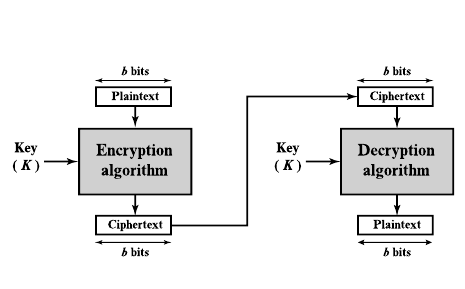 b bits
Plaintext
Key
(K)
Encryption
algorithm
Ciphertext
b bits
b bits
Ciphertext
Key
(K)
Decryption
algorithm
Plaintext
b bits